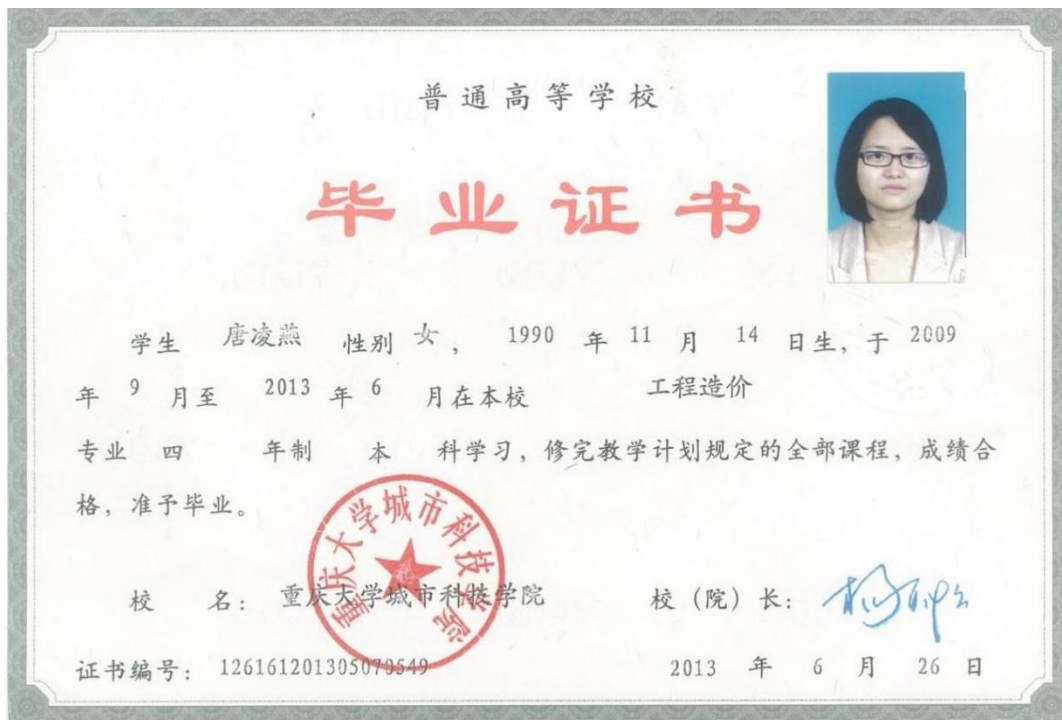 普通高等学校
毕业证书
学生 唐凌燕 性别 女， 1990 年 11 月 14 日生，于 2009
年 9 月至 2013 年 6 月在本校 工程造价
专业 四 年制 本 科学习，修完教学计划规定的全部课程，成绩合
格，准予毕业。
重庆大学城市科技学院
校 名： 重庆大学城市科技学院 校（院）长：
证书编号： 126161201305070549 2013 年 6 月 26 日